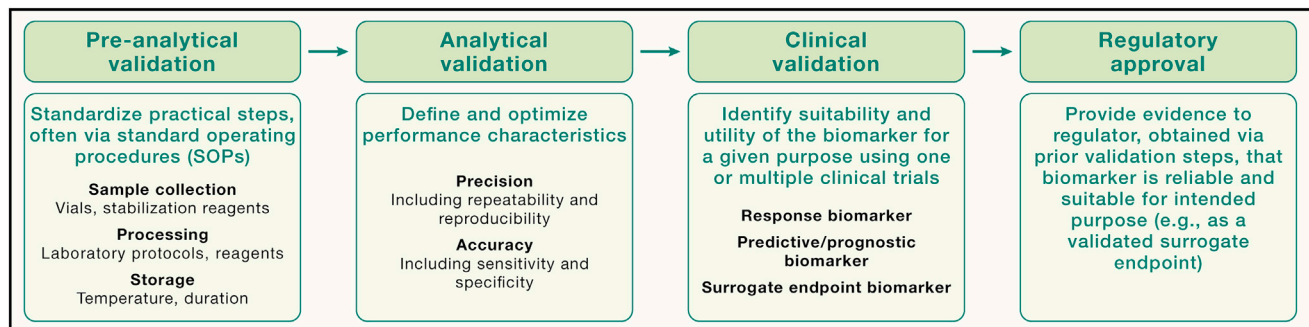 Pre-analytical
validation
Analytical
validation
Clinical
validation
Regulatory
approval
Standardize practical steps,
often via standard operating
procedures (SOPs)
Sample collection
Vials, stabilization reagents
Processing
Laboratory protocols, reagents
Storage
Temperature, duration
Define and optimize
performance characteristics
Precision
Including repeatability and
reproducibility
Accuracy
Including sensitivity and
specificity
Identify suitability and
utility of the biomarker for
a given purpose using one
or multiple clinical trials
Response biomarker
Predictive/prognostic
biomarker
Surrogate endpoint biomarker
Provide evidence to
regulator, obtained via
prior validation steps, that
biomarker is reliable and
suitable for intended
purpose (e.g., as a
validated surrogate
endpoint)